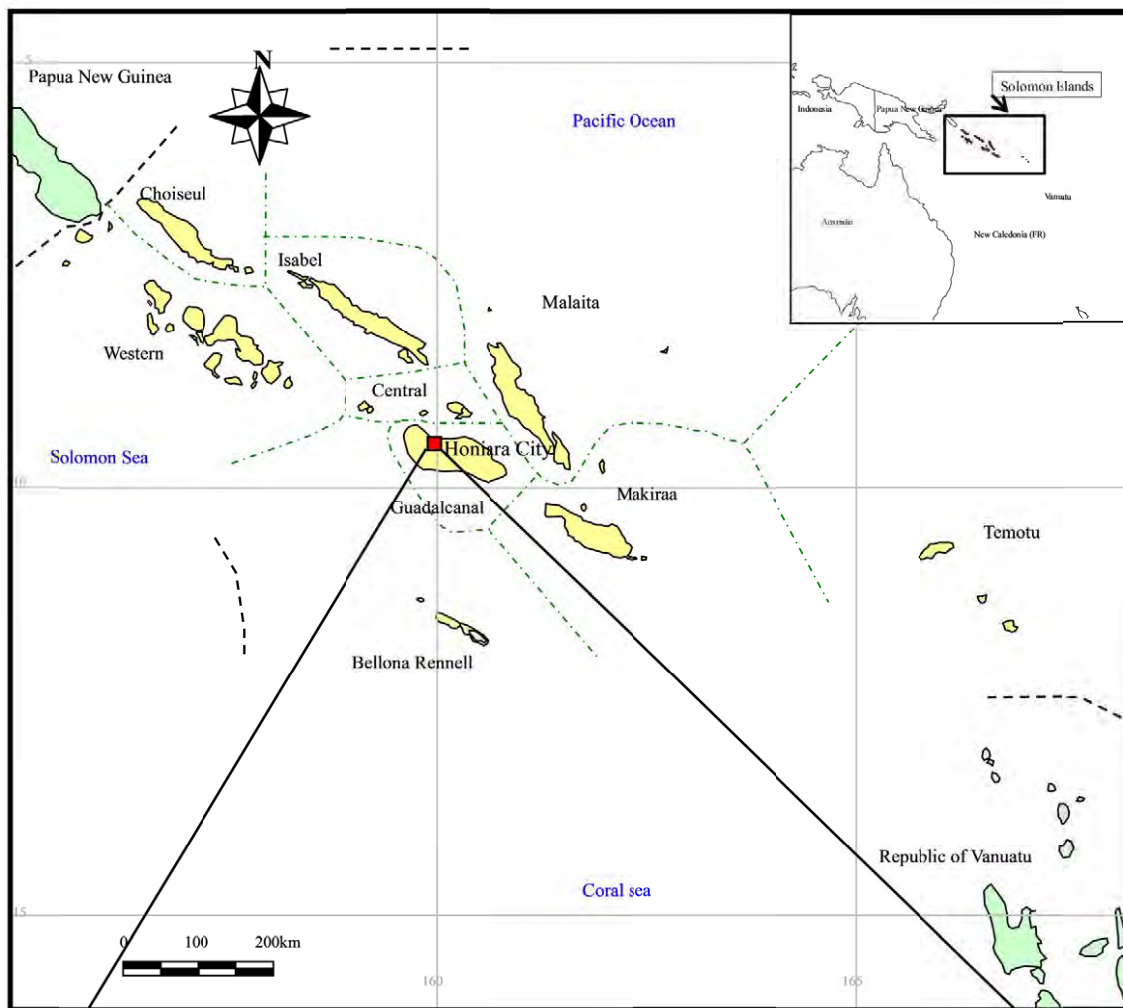 N
-5
Papua New Guinea
Pacific Ocean
Solomon Islands
Indonesia
Papua New Guinea
Vanuatu
Australia
New Caledonia (FR)
Choiseul
Isabel
Malaita
Western
Central
Solomon Sea
Honiara City
-10
Guadalcanal
Makiraa
Temotu
Bellona Rennell
Republic of Vanuatu
Coral sea
-15
0 100 200km
160
165